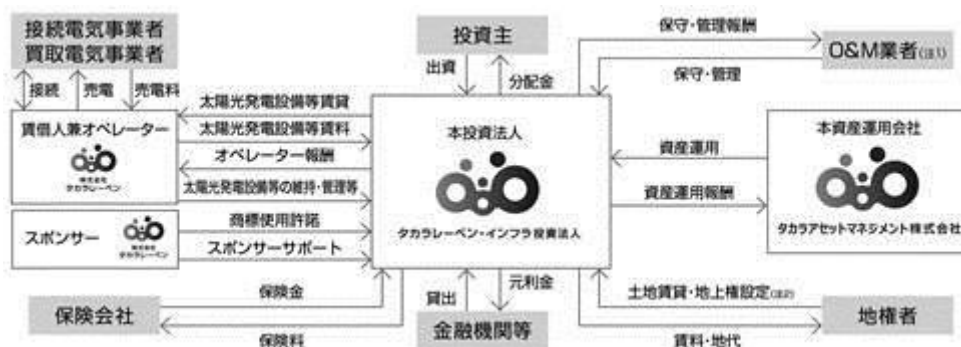 接続電気事業者
買取電気事業者
投資主
保守・管理報酬
O&M業者(注1)
保守・管理
接続
売電
売電料
出資
分配金
太陽光発電設備等賃貸
賃借人兼オペレーター
太陽光発電設備等賃料
オペレーター報酬
太陽光発電設備等の維持・管理等
株式会社
タカラレーベン
本投資法人
タカラレーベン・インフラ投資法人
資産運用
資産運用報酬
本資産運用会社
タカラアセットマネジメント株式会社
スポンサー
株式会社
タカラレーベン
商標使用許諾
スポンサーサポート
保険会社
保険金
保険料
貸出
元利金
金融機関等
土地賃貸・地上権設定(注2)
賃料・地代
地権者